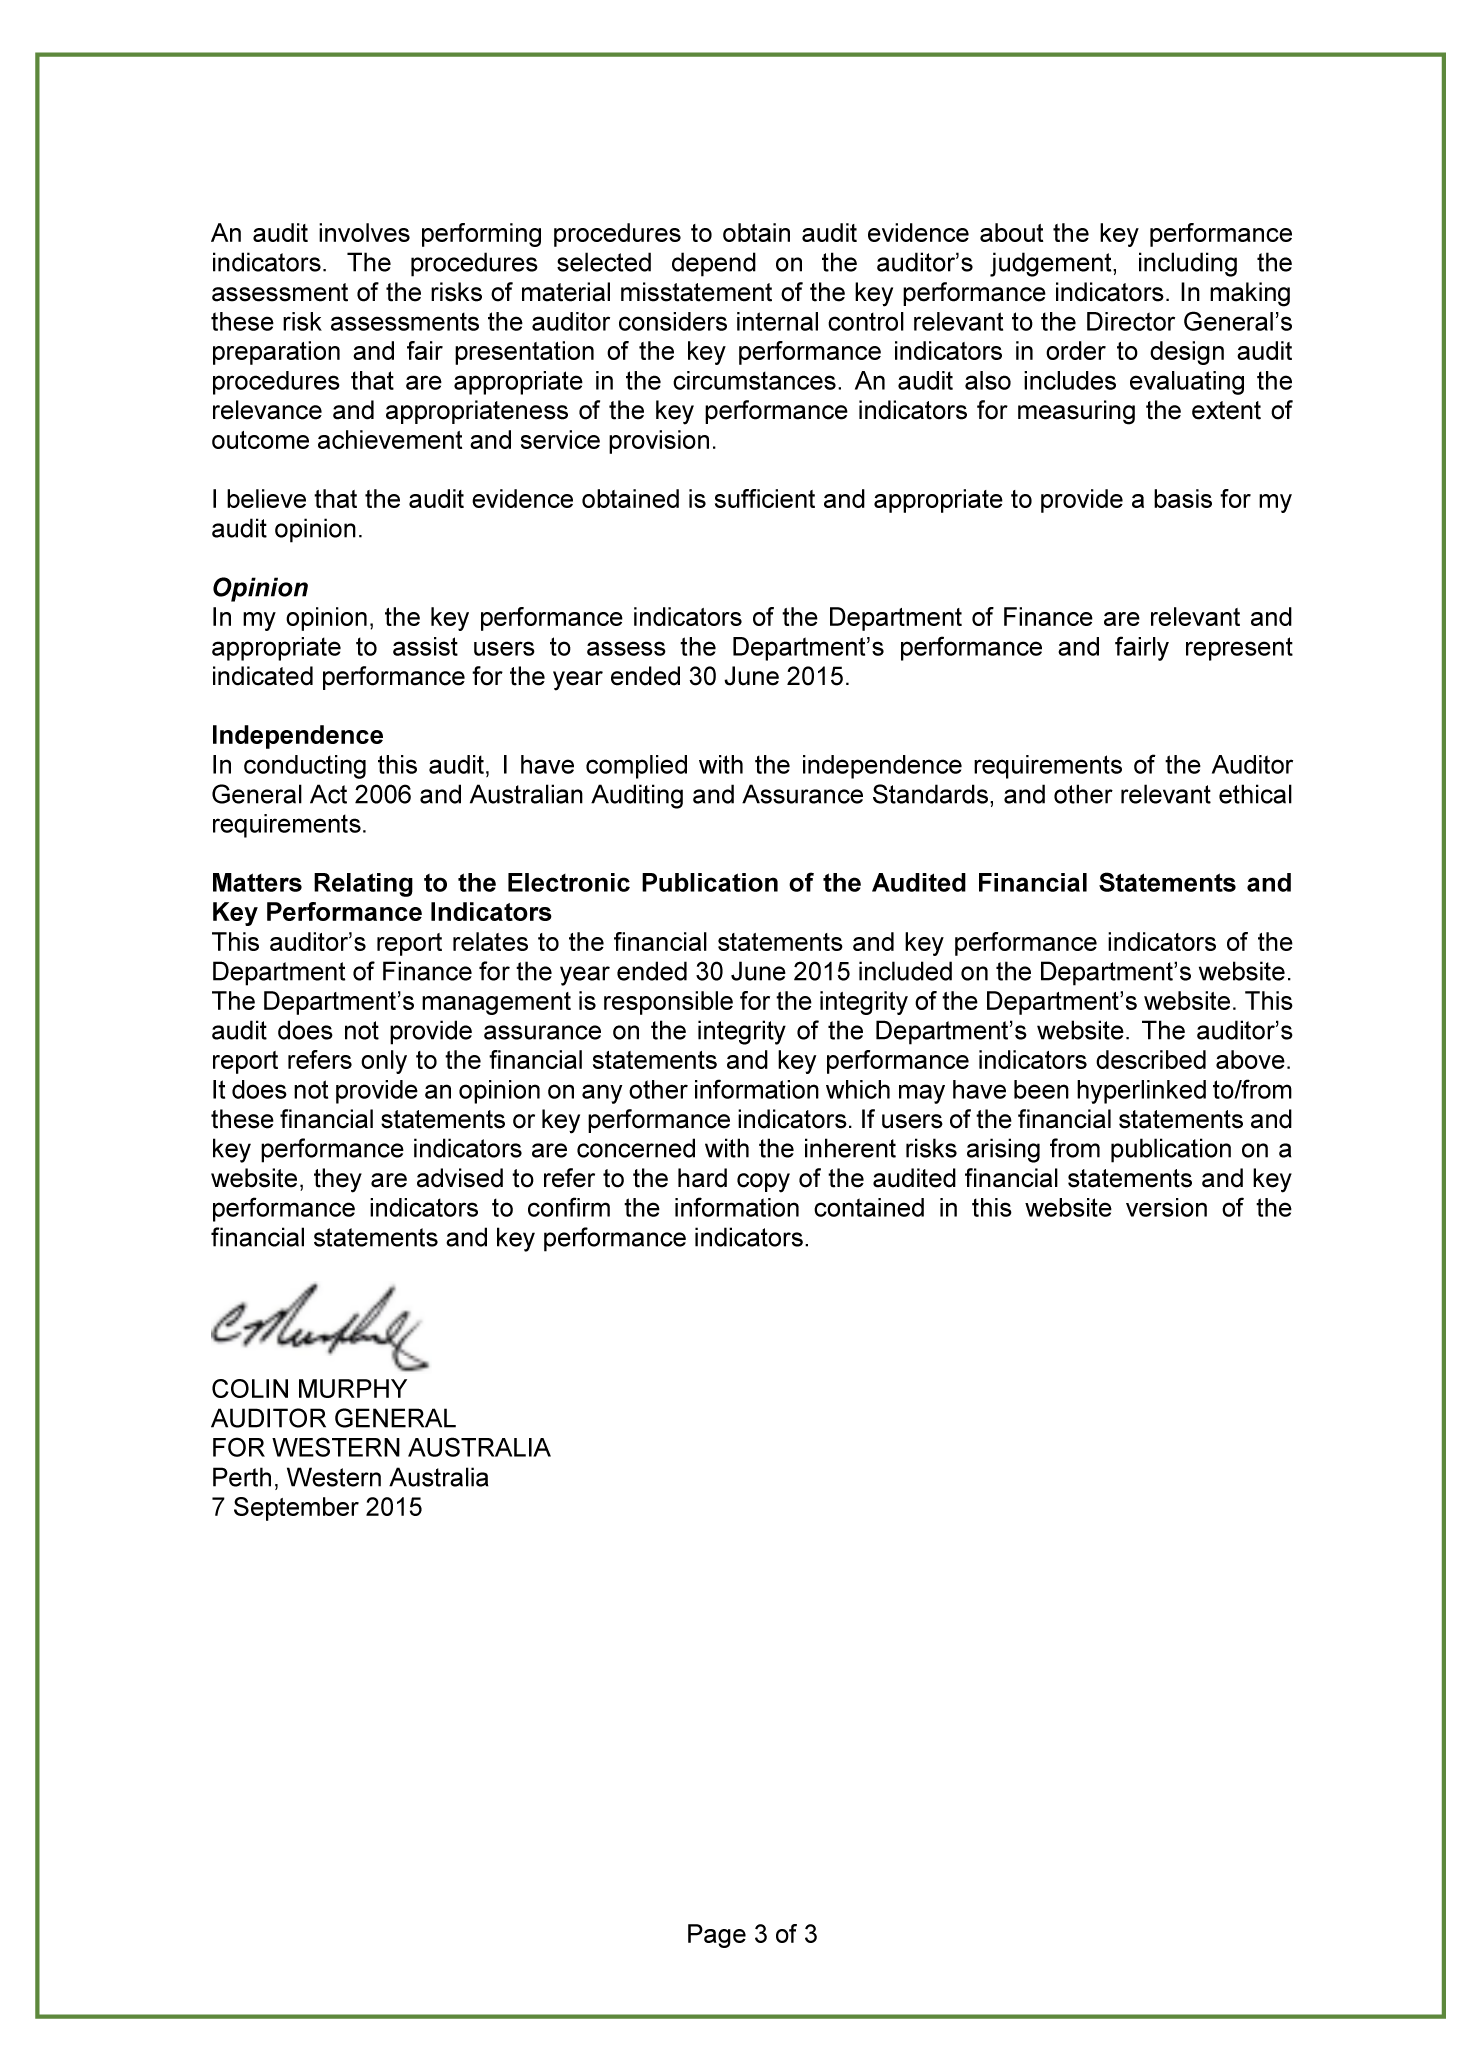 An audit involves performing procedures to obtain audit evidence about the key performance
indicators. The procedures selected depend on the auditor’s judgement, including the
assessment of the risks of material misstatement of the key performance indicators. In making
these risk assessments the auditor considers internal control relevant to the Director General’s
preparation and fair presentation of the key performance indicators in order to design audit
procedures that are appropriate in the circumstances. An audit also includes evaluating the
relevance and appropriateness of the key performance indicators for measuring the extent of
outcome achievement and service provision.
I believe that the audit evidence obtained is sufficient and appropriate to provide a basis for my
audit opinion.
Opinion
In my opinion, the key performance indicators of the Department of Finance are relevant and
appropriate to assist users to assess the Department’s performance and fairly represent
indicated performance for the year ended 30 June 2015.
Independence
In conducting this audit, I have complied with the independence requirements of the Auditor
General Act 2006 and Australian Auditing and Assurance Standards, and other relevant ethical
requirements.
Matters Relating to the Electronic Publication of the Audited Financial Statements and
Key Performance Indicators
This auditor’s report relates to the financial statements and key performance indicators of the
Department of Finance for the year ended 30 June 2015 included on the Department’s website.
The Department’s management is responsible for the integrity of the Department’s website. This
audit does not provide assurance on the integrity of the Department’s website. The auditor’s
report refers only to the financial statements and key performance indicators described above.
It does not provide an opinion on any other information which may have been hyperlinked to/from
these financial statements or key performance indicators. If users of the financial statements and
key performance indicators are concerned with the inherent risks arising from publication on a
website, they are advised to refer to the hard copy of the audited financial statements and key
performance indicators to confirm the information contained in this website version of the
financial statements and key performance indicators.
C Murphy
COLIN MURPHY
AUDITOR GENERAL
FOR WESTERN AUSTRALIA
Perth, Western Australia
7 September 2015
Page 3 of 3